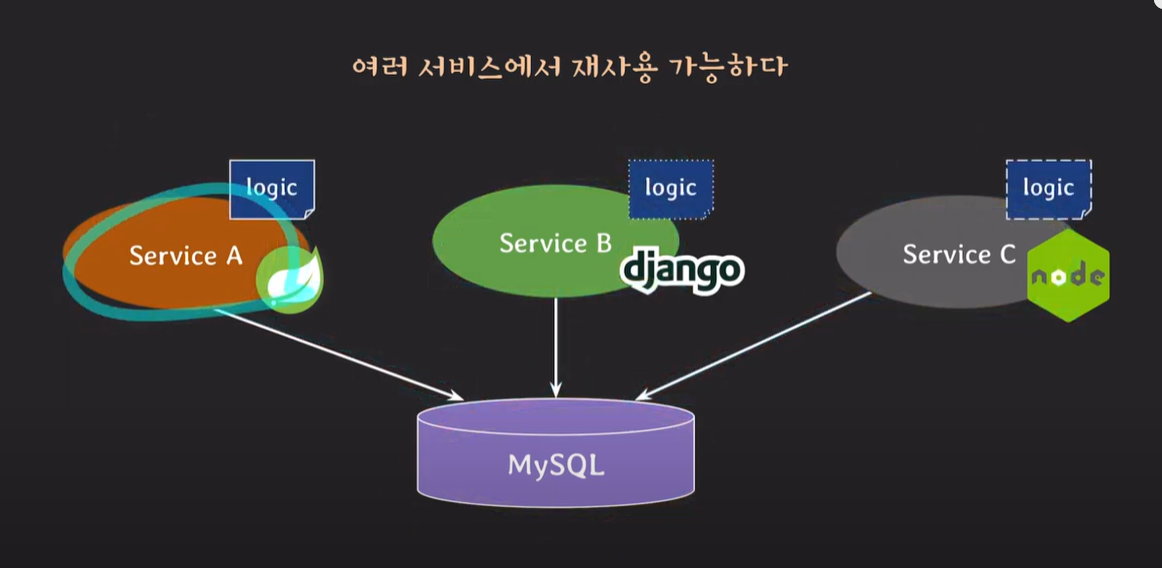 여러 서비스에서 재사용 가능하다
logic
logic
logic
Service A
Service B
Service C
django
node
MySQL